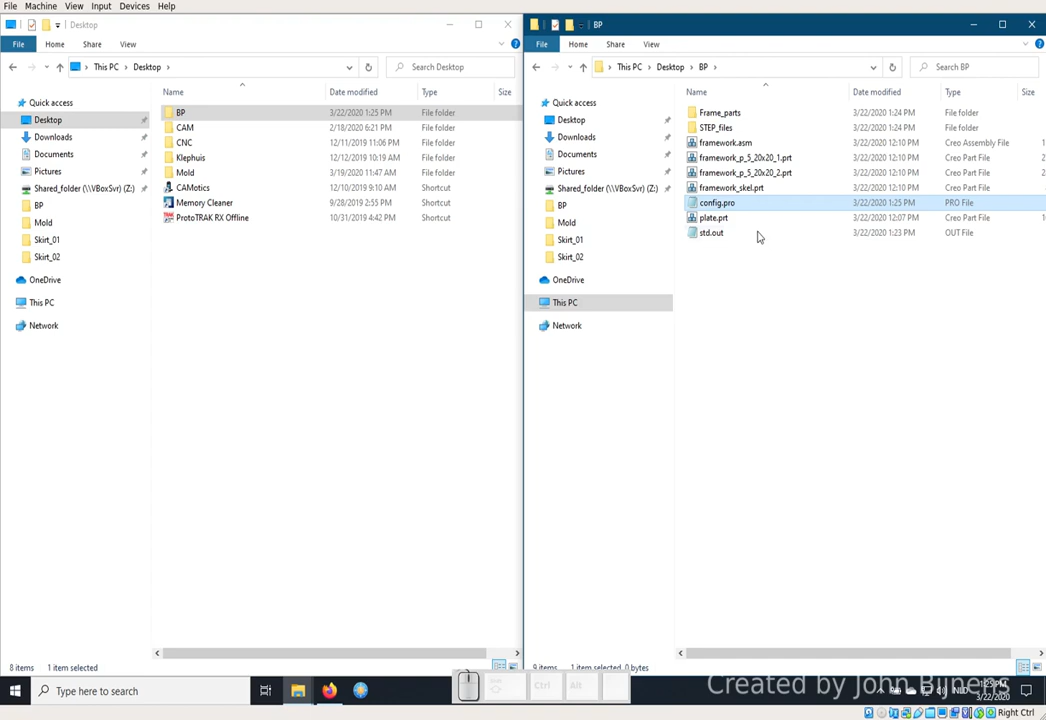 File Machine View Input Devices Help
Desktop
File Home Share View
This PC > Desktop >
Search Desktop
Quick access
Desktop
Downloads
Documents
Pictures
Shared_folder (\\VBoxSvr) (Z:)
BP
Mold
Skirt_01
Skirt_02
OneDrive
This PC
Network
Name Date modified Type Size
BP 3/22/2020 1:25 PM File folder
CAM 2/18/2020 6:21 PM File folder
CNC 12/11/2019 11:06 PM File folder
Klephuis 12/12/2019 10:19 AM File folder
Mold 3/19/2020 11:47 AM File folder
CAMotics 12/10/2019 9:10 AM Shortcut
Memory Cleaner 9/28/2019 2:55 PM Shortcut
ProtoTRAK RX Offline 10/31/2019 4:42 PM Shortcut
8 items 1 item selected
BP
File Home Share View
This PC > Desktop > BP >
Search BP
Quick access
Desktop
Downloads
Documents
Pictures
Shared_folder (\\VBoxSvr) (Z:)
BP
Mold
Skirt_01
Skirt_02
OneDrive
This PC
Network
Name Date modified Type Size
Frame_parts 3/22/2020 1:24 PM File folder
STEP_files 3/22/2020 1:24 PM File folder
framework.asm 3/22/2020 12:10 PM Creo Assembly File
framework_p_5_20x20_1.prt 3/22/2020 12:10 PM Creo Part File
framework_p_5_20x20_2.prt 3/22/2020 12:10 PM Creo Part File
framework_skel.prt 3/22/2020 12:10 PM Creo Part File
config.pro 3/22/2020 1:25 PM PRO File
plate.prt 3/22/2020 12:07 PM Creo Part File
std.out 3/22/2020 1:23 PM OUT File
9 items 1 item selected 0 bytes
Type here to search
Ctrl Alt
Created by John Bijnens
NLD
3/22/2020
Right Ctrl